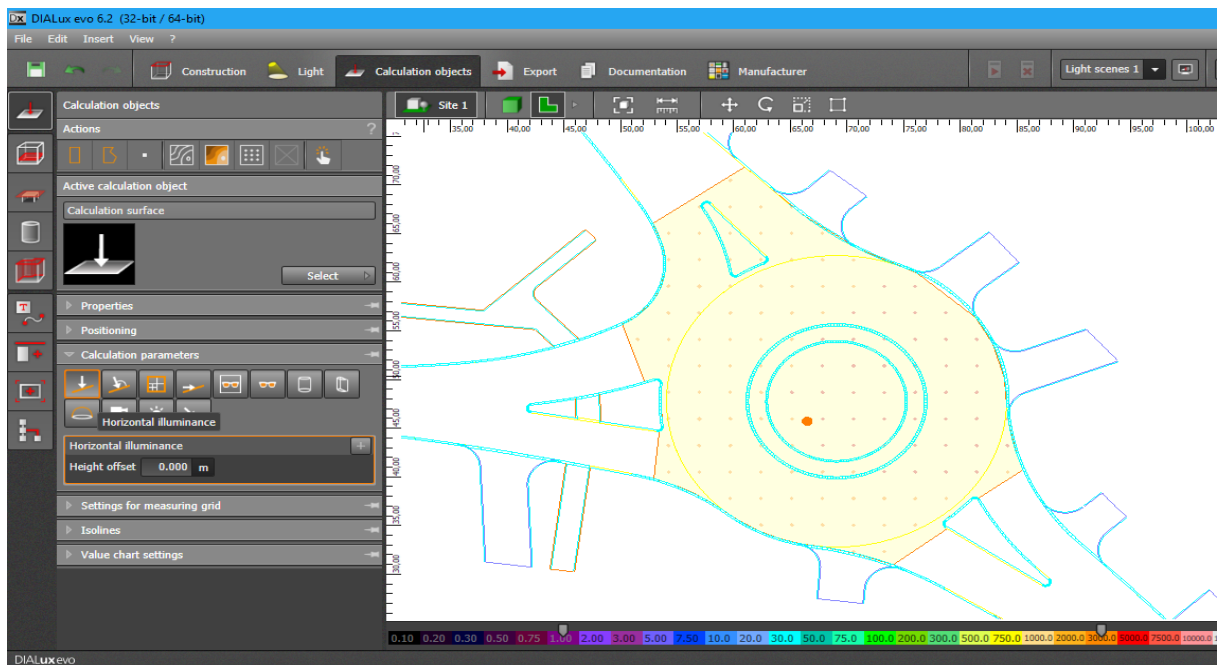 DIALux evo 6.2 (32-bit / 64-bit)
File Edit Insert View ?
Construction Light Calculation objects Export Documentation Manufacturer Light scenes 1
Calculation objects
Site 1
Actions ?
35,00 40,00 45,00 50,00 55,00 60,00 65,00 70,00 75,00 80,00 85,00 90,00 95,00 100,00
Active calculation object
Calculation surface
Select
Properties
Positioning
Calculation parameters
Horizontal illuminance
Horizontal illuminance
Height offset 0.000 m
Settings for measuring grid
Isolines
Value chart settings
70,00
65,00
60,00
55,00
50,00
45,00
40,00
35,00
30,00
0.10 0.20 0.30 0.50 0.75 1.00 2.00 3.00 5.00 7.50 10.0 20.0 30.0 50.0 75.0 100.0 200.0 300.0 500.0 750.0 1000.0 2000.0 3000.0 5000.0 7500.0 10000.0
DIALux evo